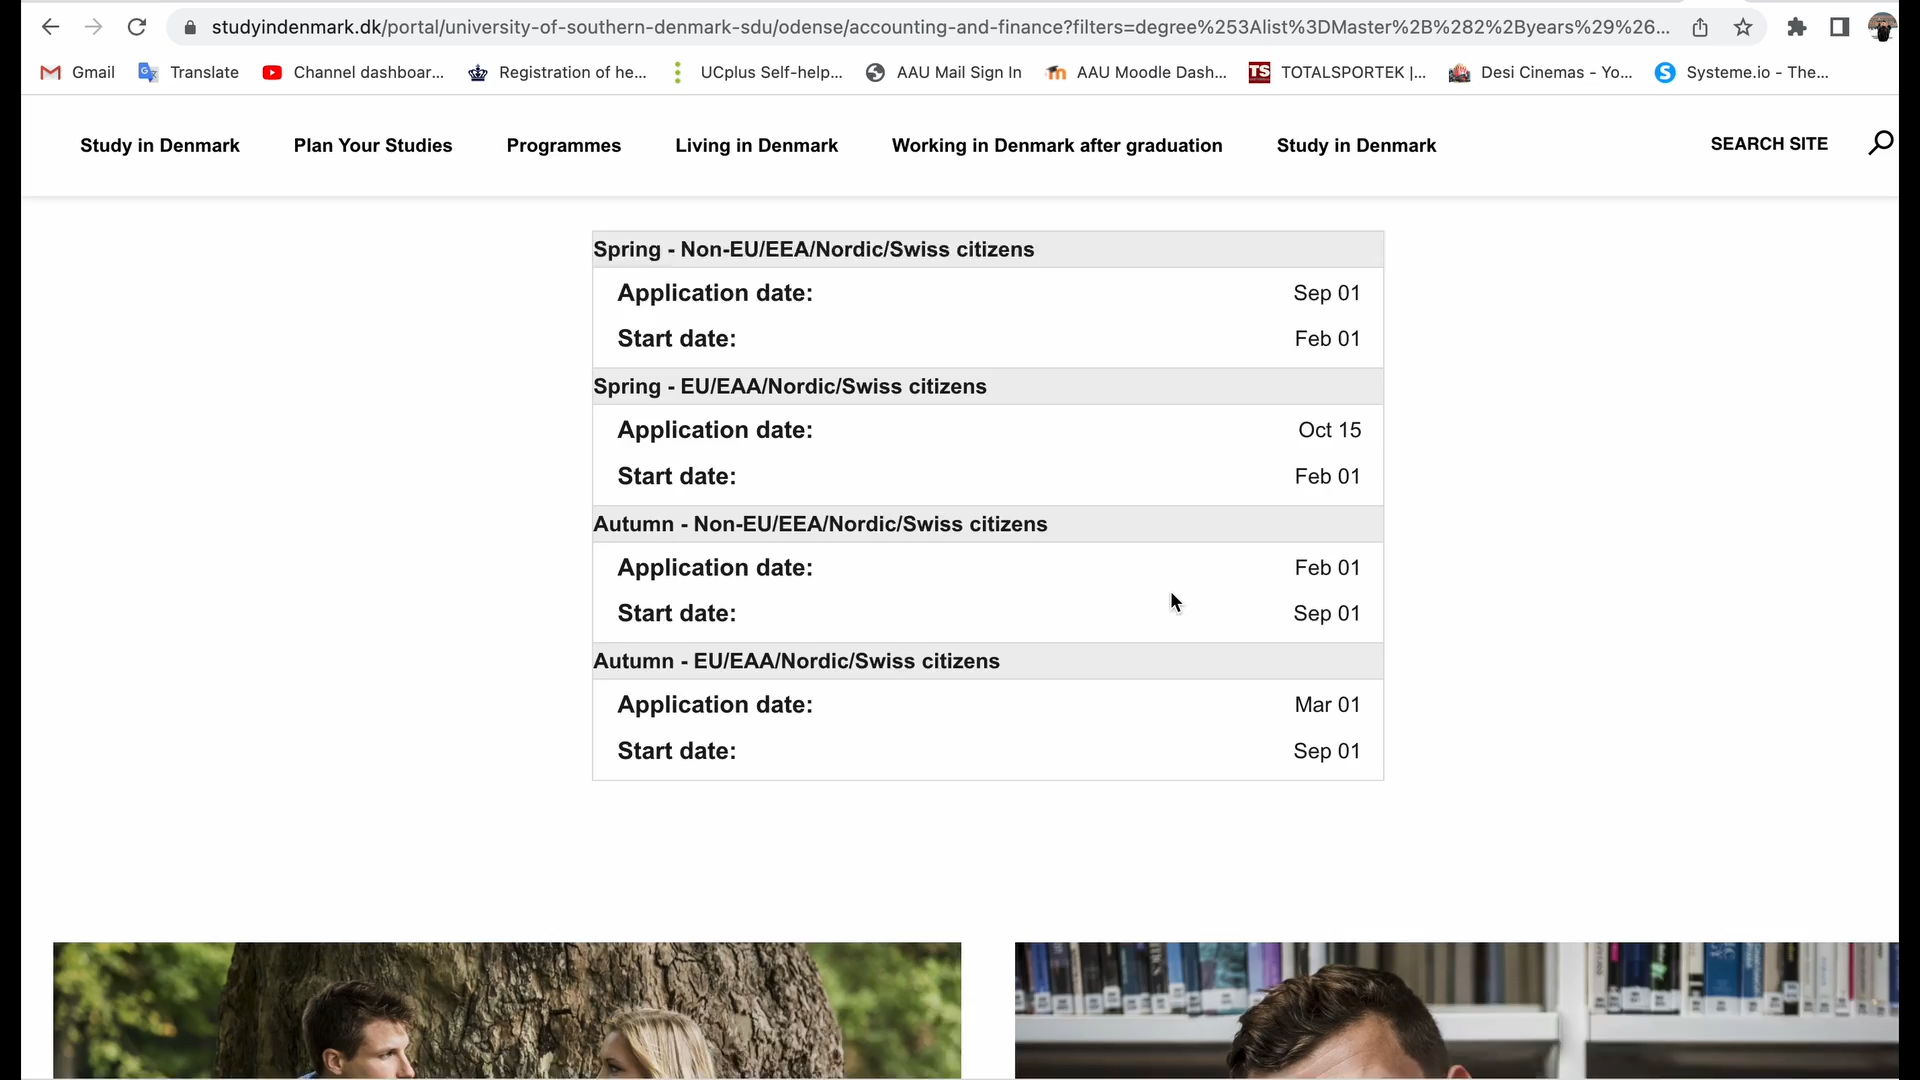 studyindenmark.dk/portal/university-of-southern-denmark-sdu/odense/accounting-and-finance?filters=degree%253Alist%3DMaster%2B%282%2Byears%29%26...
Gmail Translate Channel dashboar... Registration of he... UCplus Self-help... AAU Mail Sign In AAU Moodle Dash... TS TOTALSPORTEK |... Desi Cinemas - Yo... S Systeme.io - The...
Study in Denmark Plan Your Studies Programmes Living in Denmark Working in Denmark after graduation Study in Denmark SEARCH SITE
Spring - Non-EU/EEA/Nordic/Swiss citizens
Application date: Sep 01
Start date: Feb 01
Spring - EU/EAA/Nordic/Swiss citizens
Application date: Oct 15
Start date: Feb 01
Autumn - Non-EU/EEA/Nordic/Swiss citizens
Application date: Feb 01
Start date: Sep 01
Autumn - EU/EAA/Nordic/Swiss citizens
Application date: Mar 01
Start date: Sep 01